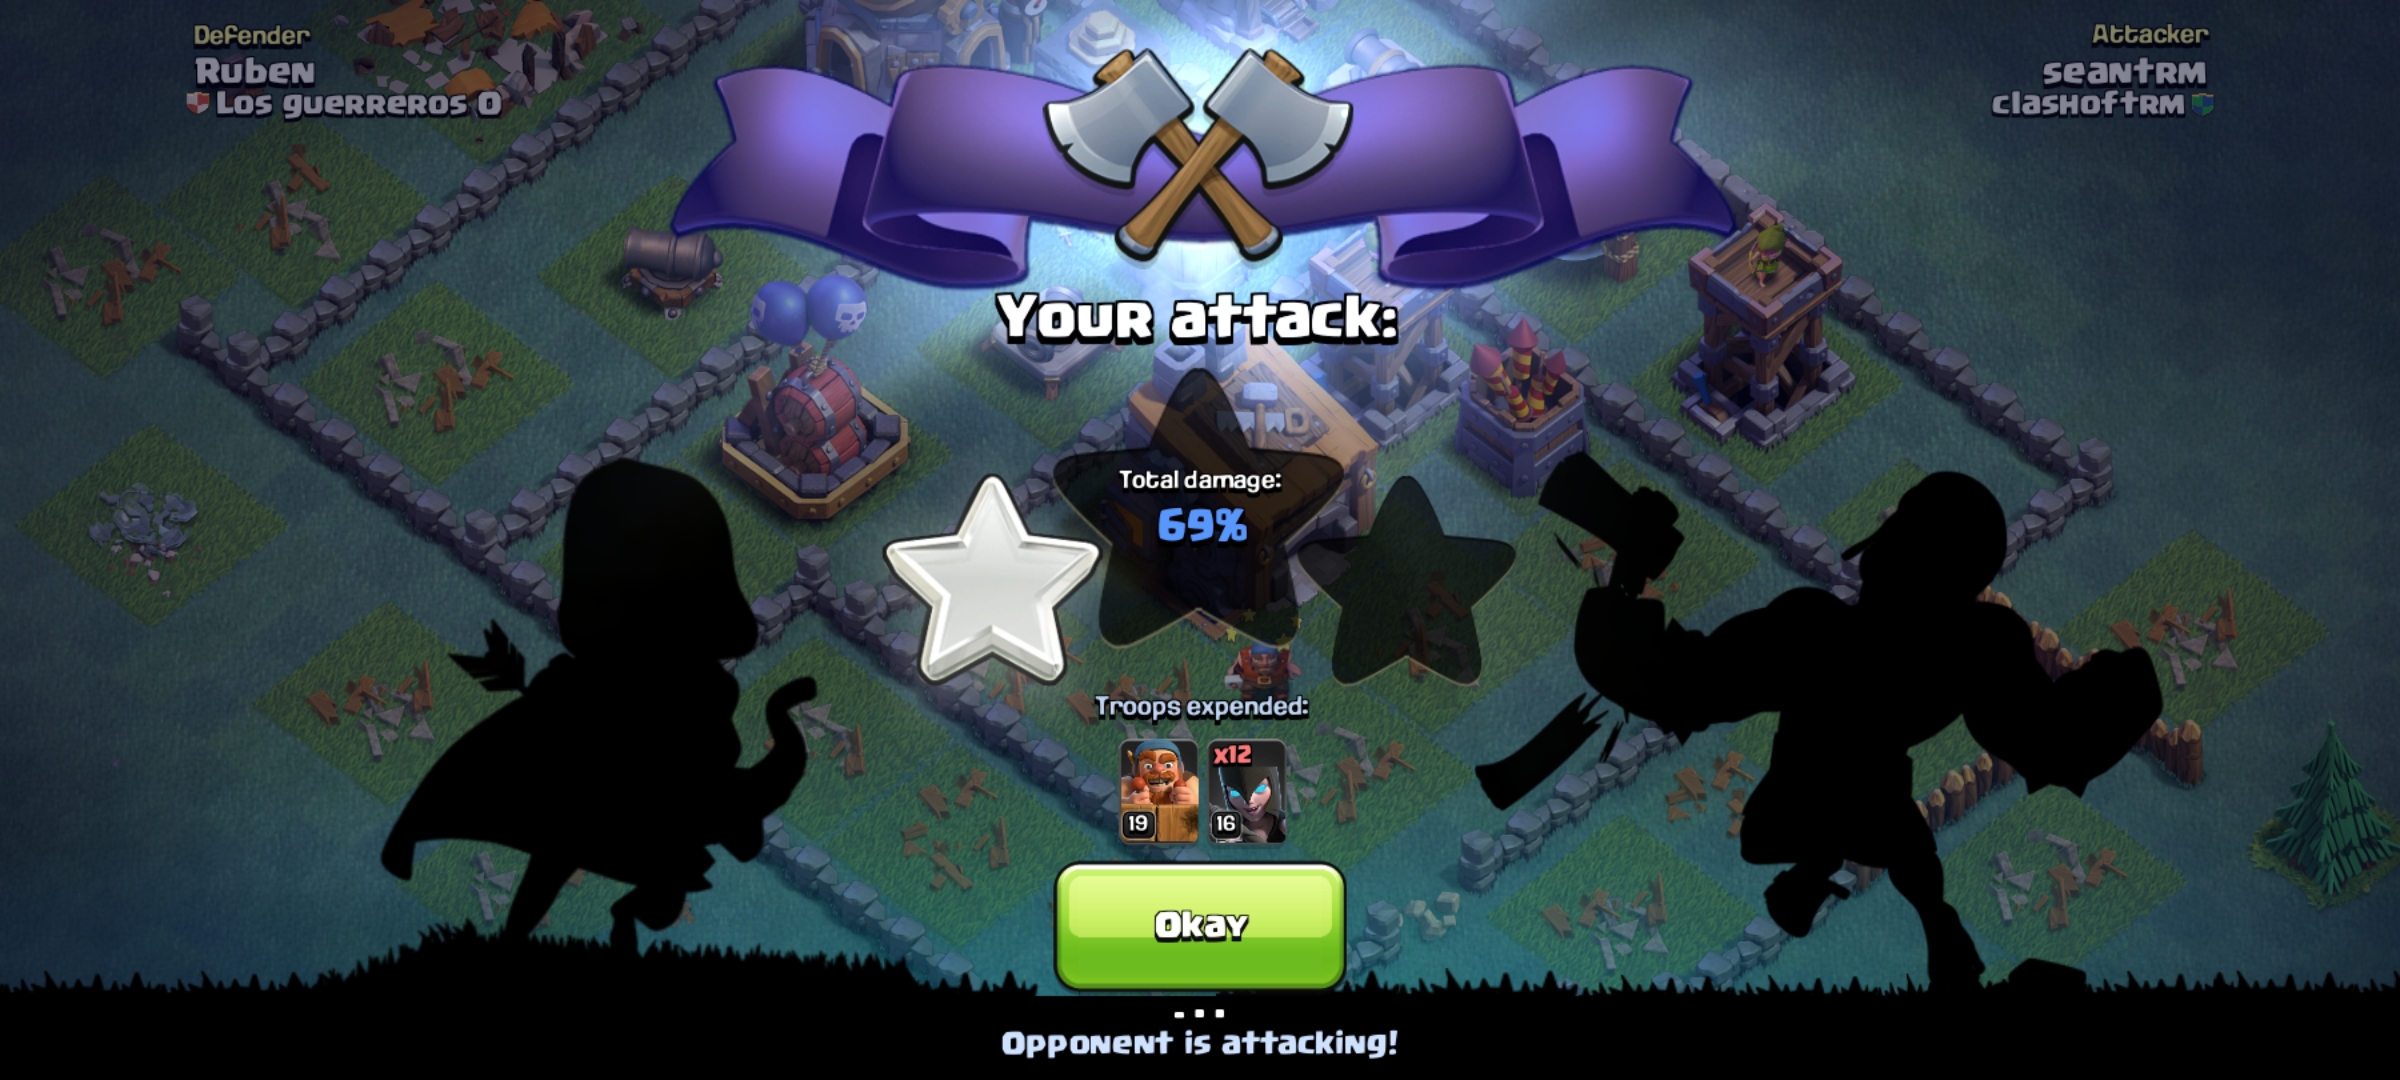 Defender
Ruben
Los guerreros 0
Attacker
seantRM
clashoftRM
Your attack:
Total damage:
69%
Troops expended:
x12
19
16
Okay
...
Opponent is attacking!